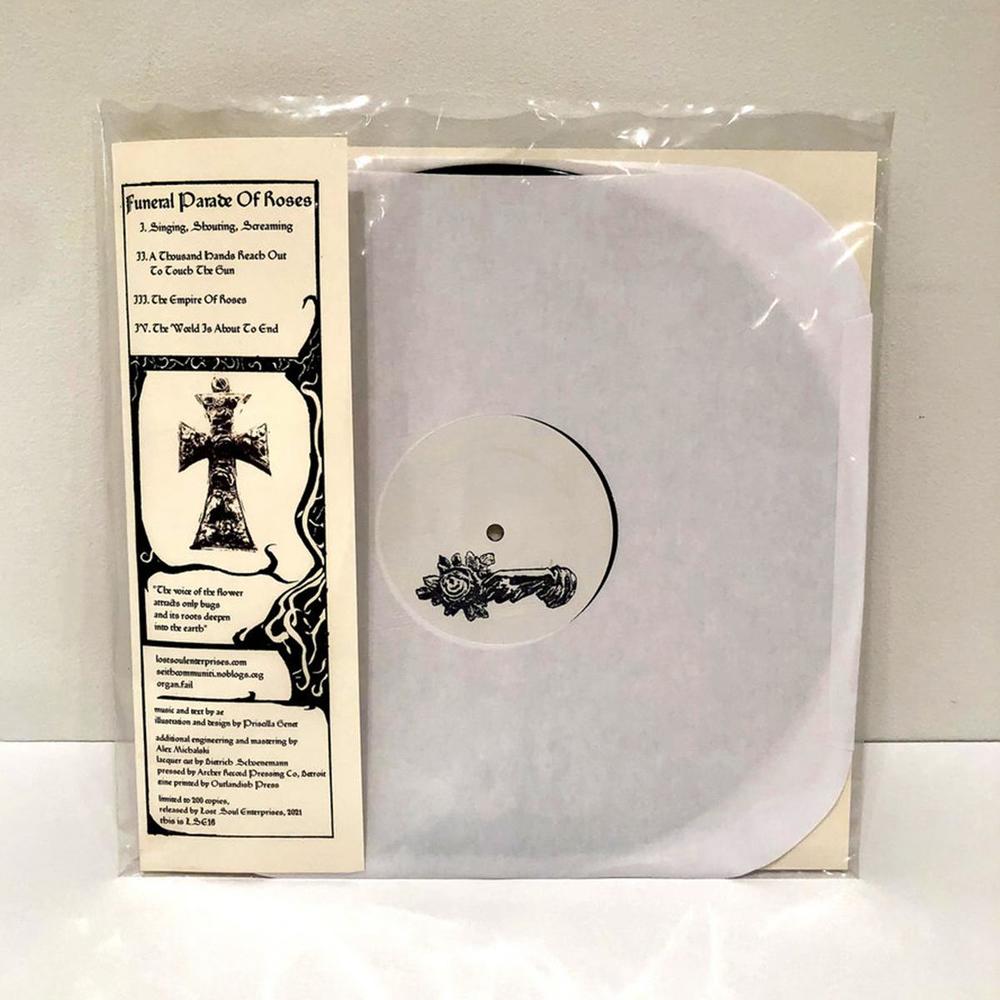 Funeral Parade Of Roses
I. Singing, Shouting, Screaming
II. A Thousand Hands Reach Out
To Touch The Sun
III. The Empire Of Roses
IV. The World Is About To End
"The voice of the flower
attracts only bugs
and its roots deepen
into the earth"
lostsoulenterprises.com
seithcommuniti.noblogs.org
organ.fail
music and text by ae
illustration and design by Priscilla Genet
additional engineering and mastering by
Alex Michalski
lacquer cut by Dietrich Schoenemann
pressed by Archer Record Pressing Co, Detroit
zine printed by Outlandish Press
limited to 200 copies,
released by Lost Soul Enterprises, 2021
this is LSE16